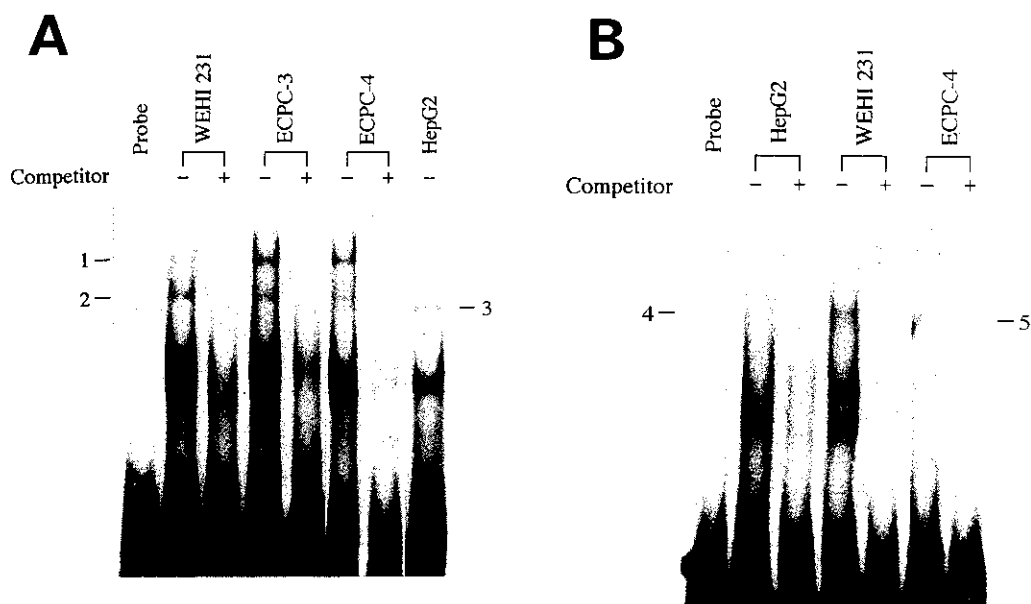 A
Probe
WEHI 231
ECPC-3
ECPC-4
HepG2
Competitor − + − + − + −
1 –
2 –
– 3
B
Probe
HepG2
WEHI 231
ECPC-4
Competitor − + − + − +
4 –
– 5